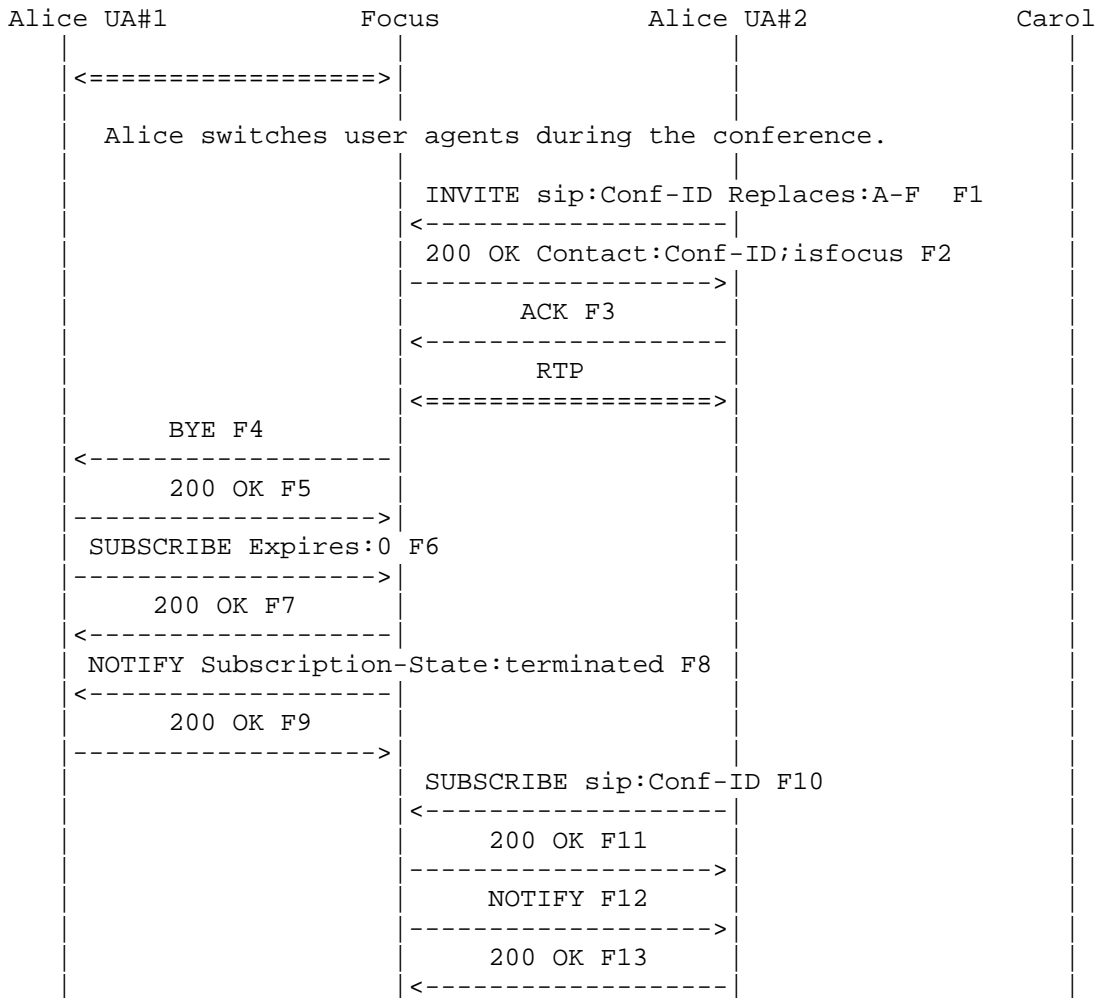 Alice UA#1 Focus Alice UA#2 Carol
Alice switches user agents during the conference.
INVITE sip:Conf-ID Replaces:A-F F1
200 OK Contact:Conf-ID;isfocus F2
ACK F3
RTP
BYE F4
200 OK F5
SUBSCRIBE Expires:0 F6
200 OK F7
NOTIFY Subscription-State:terminated F8
200 OK F9
SUBSCRIBE sip:Conf-ID F10
200 OK F11
NOTIFY F12
200 OK F13